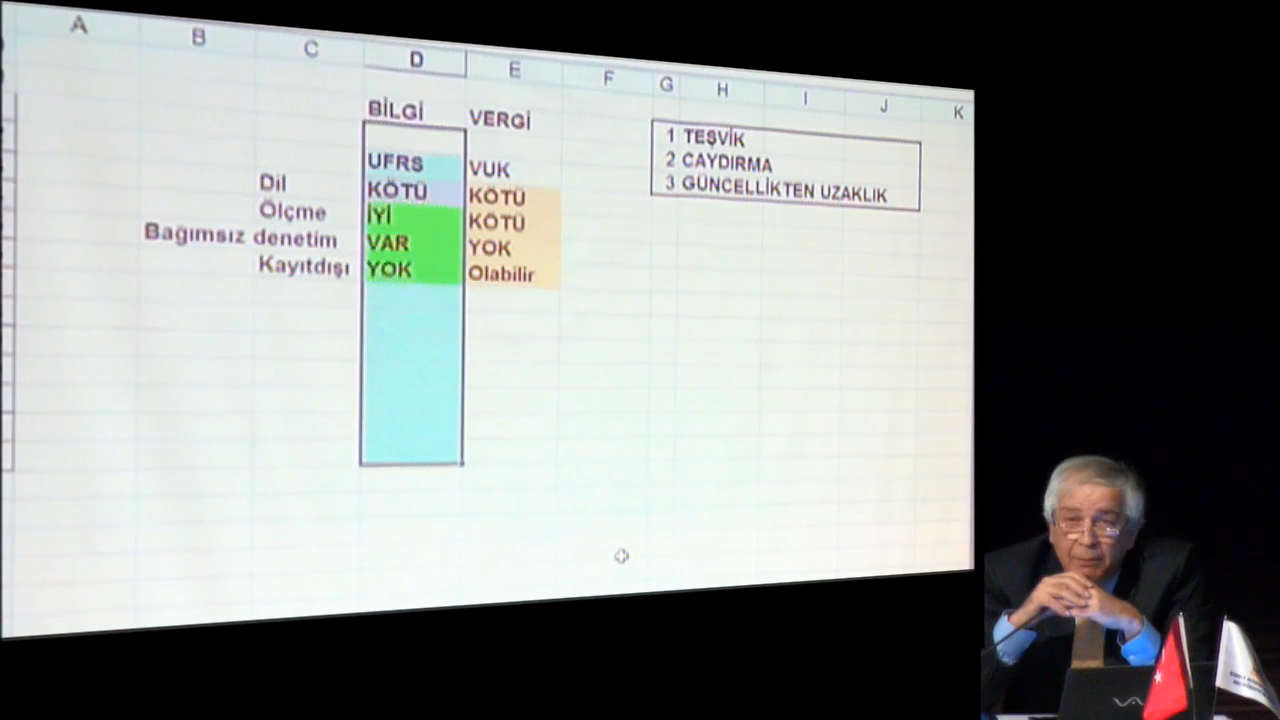 A B C D E F G H I J K
BİLGİ VERGİ
UFRS VUK
Dil KÖTÜ KÖTÜ
Ölçme İYİ KÖTÜ
Bağımsız denetim VAR YOK
Kayıtdışı YOK Olabilir
1 TEŞVİK
2 CAYDIRMA
3 GÜNCELLİKTEN UZAKLIK